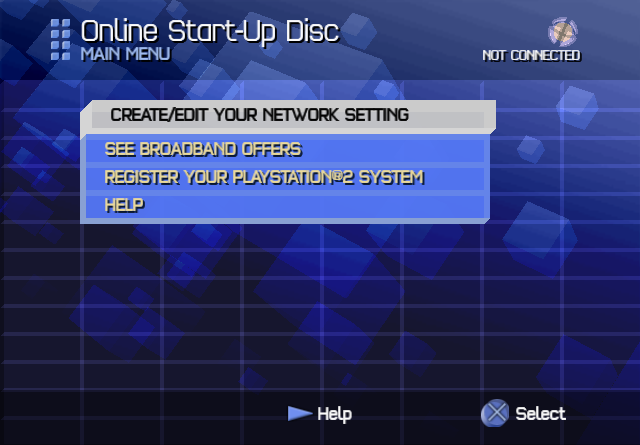 Online Start-Up Disc
MAIN MENU
NOT CONNECTED
CREATE/EDIT YOUR NETWORK SETTING
SEE BROADBAND OFFERS
REGISTER YOUR PLAYSTATION®2 SYSTEM
HELP
Help
Select